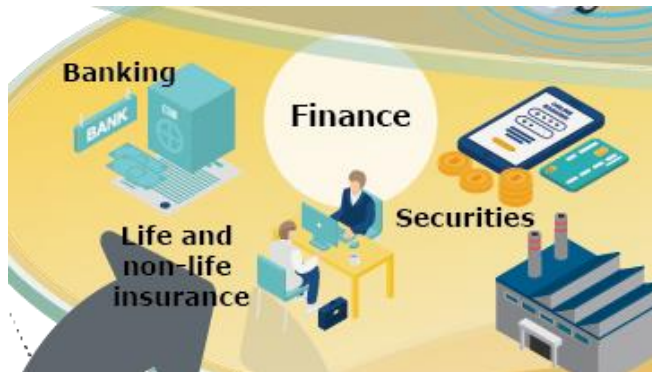 Banking
BANK
Finance
Securities
Life and
non-life
insurance